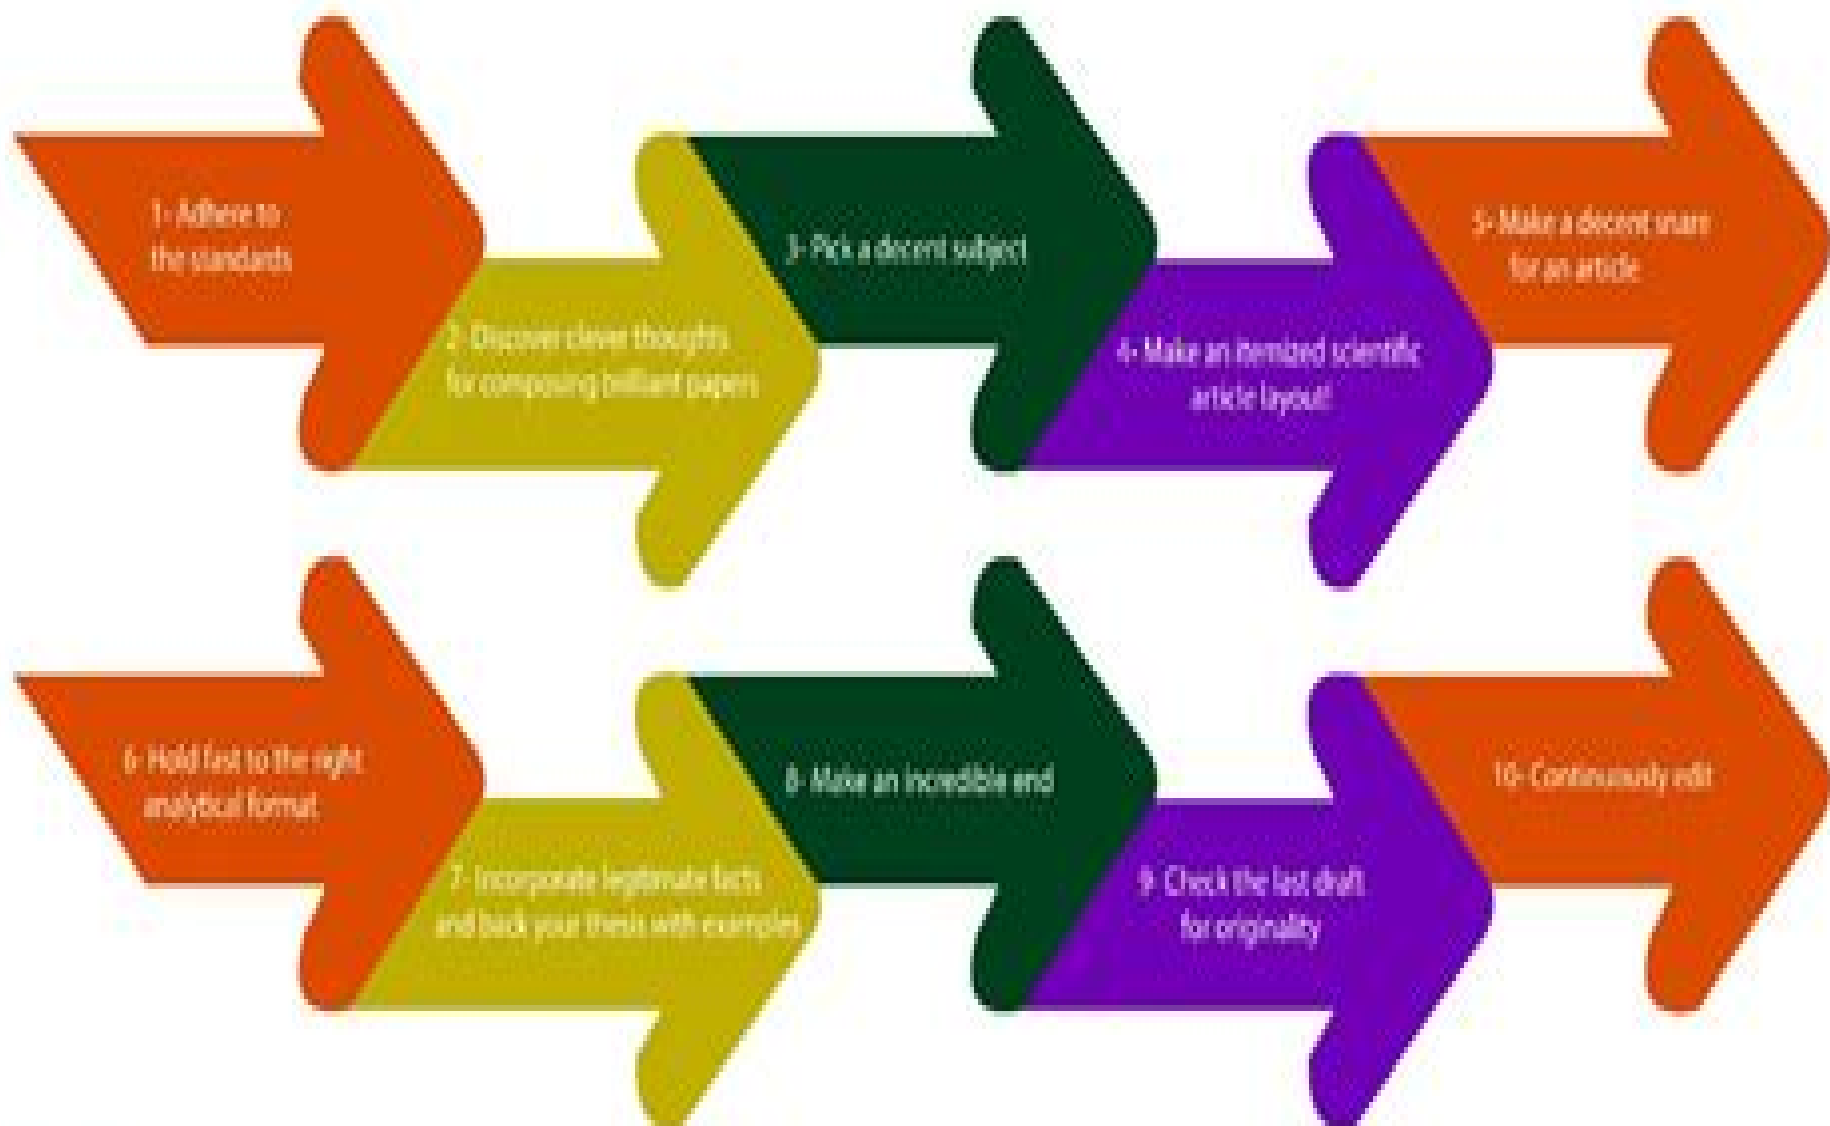 1- Adhere to
the standards
2- Discover clever thoughts
for composing brilliant papers
3- Pick a decent subject
4- Make an itemized scientific
article layout!
5- Make a decent snare
for an article
6- Hold fast to the right
analytical format
7- Incorporate legitimate facts
and back your thesis with examples
8- Make an incredible end
9- Check the last draft
for originality
10- Continuously edit